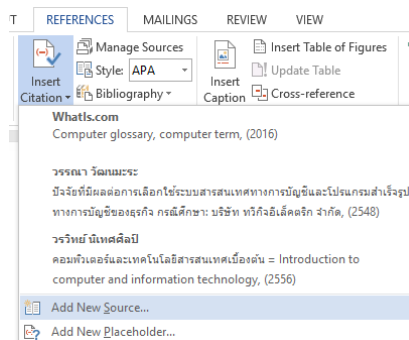 T REFERENCES MAILINGS REVIEW VIEW
Manage Sources
Style: APA
Bibliography
Insert Citation
Insert Caption
Insert Table of Figures
Update Table
Cross-reference
WhatIs.com
Computer glossary, computer term, (2016)
วรรณา วัฒนมะระ
ปัจจัยที่มีผลต่อการเลือกใช้ระบบสารสนเทศทางการบัญชีและโปรแกรมสำเร็จรูป
ทางการบัญชีของธุรกิจ กรณีศึกษา: บริษัท ทวีกิจอีเล็คตริก จำกัด, (2548)
วรวิทย์ นิเทศศิลป์
คอมพิวเตอร์และเทคโนโลยีสารสนเทศเบื้องต้น = Introduction to
computer and information technology, (2556)
Add New Source...
Add New Placeholder...